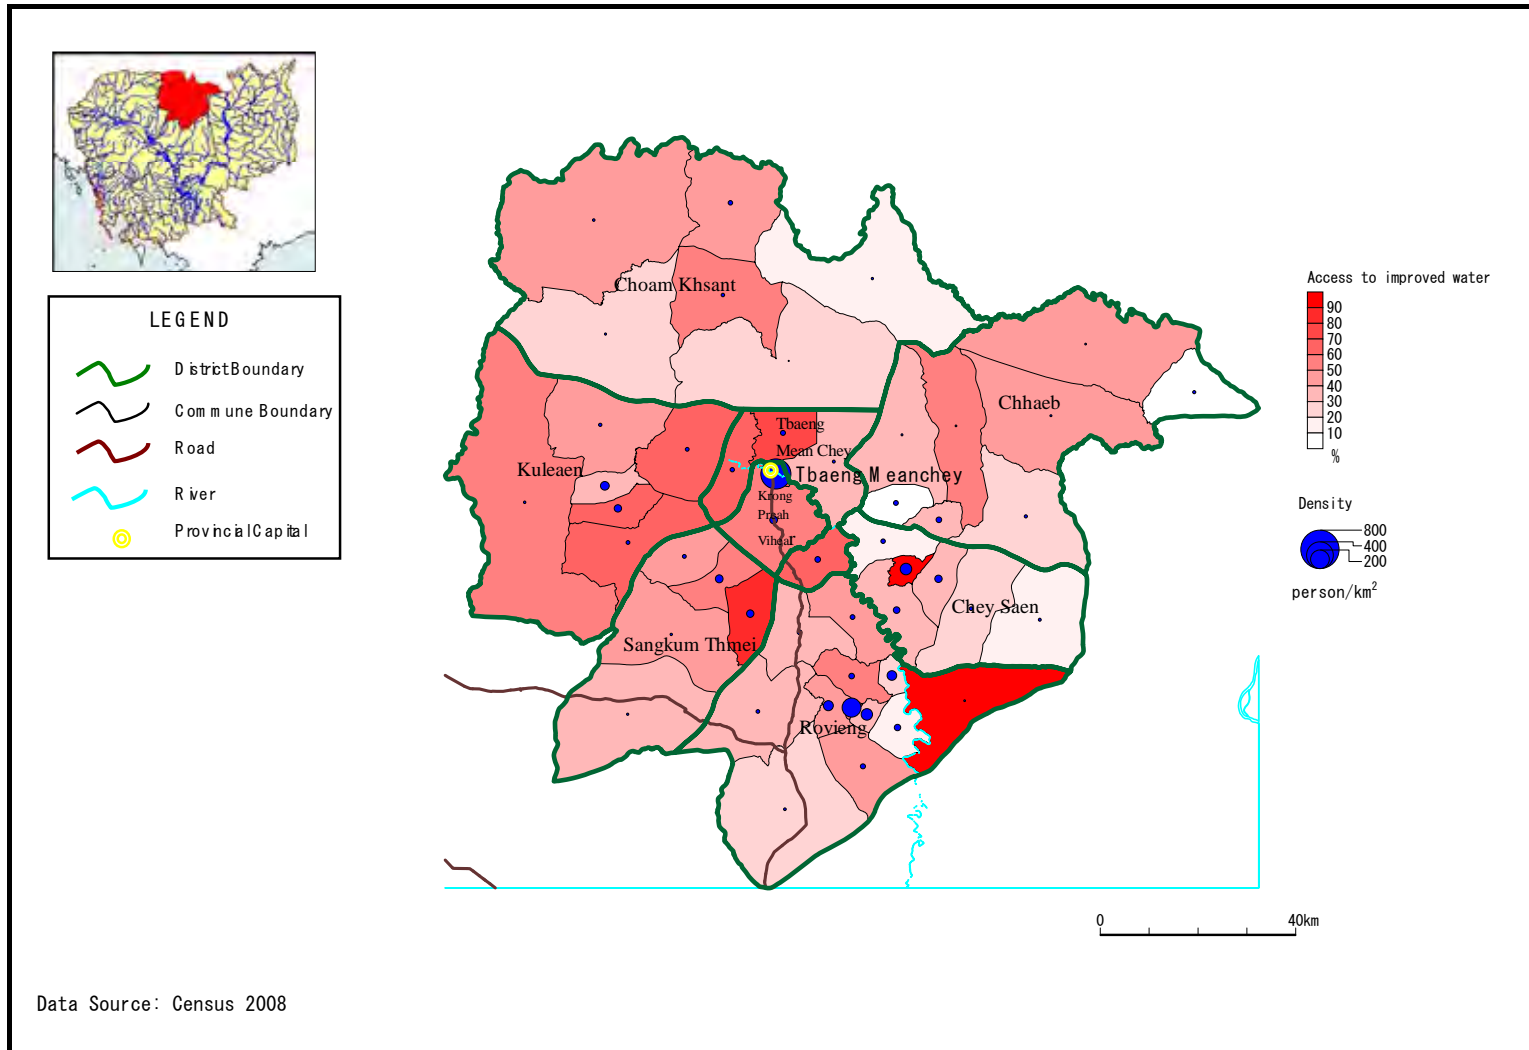 LEGEND
District Boundary
Commune Boundary
Road
River
Provincial Capital
Choam Khsant
Chhaeb
Tbaeng
Mean Chey
Kuleaen
Tbaeng Meanchey
Krong
Preah
Vihear
Chey Saen
Sangkum Thmei
Rovieng
Access to improved water
90
80
70
60
50
40
30
20
10
%
Density
800
400
200
person/km²
0 40km
Data Source: Census 2008